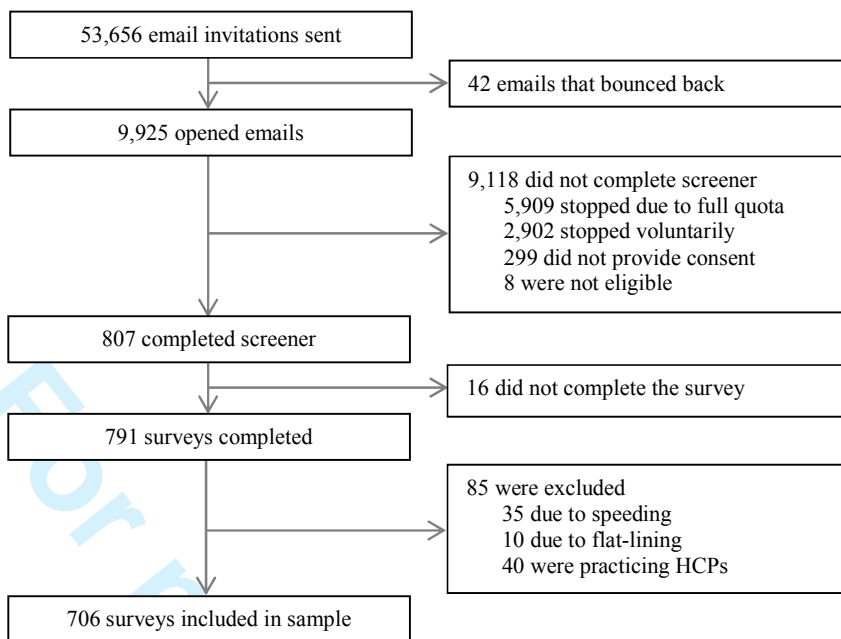 53,656 email invitations sent
42 emails that bounced back
9,925 opened emails
9,118 did not complete screener
5,909 stopped due to full quota
2,902 stopped voluntarily
299 did not provide consent
8 were not eligible
807 completed screener
16 did not complete the survey
791 surveys completed
85 were excluded
35 due to speeding
10 due to flat-lining
40 were practicing HCPs
706 surveys included in sample
For